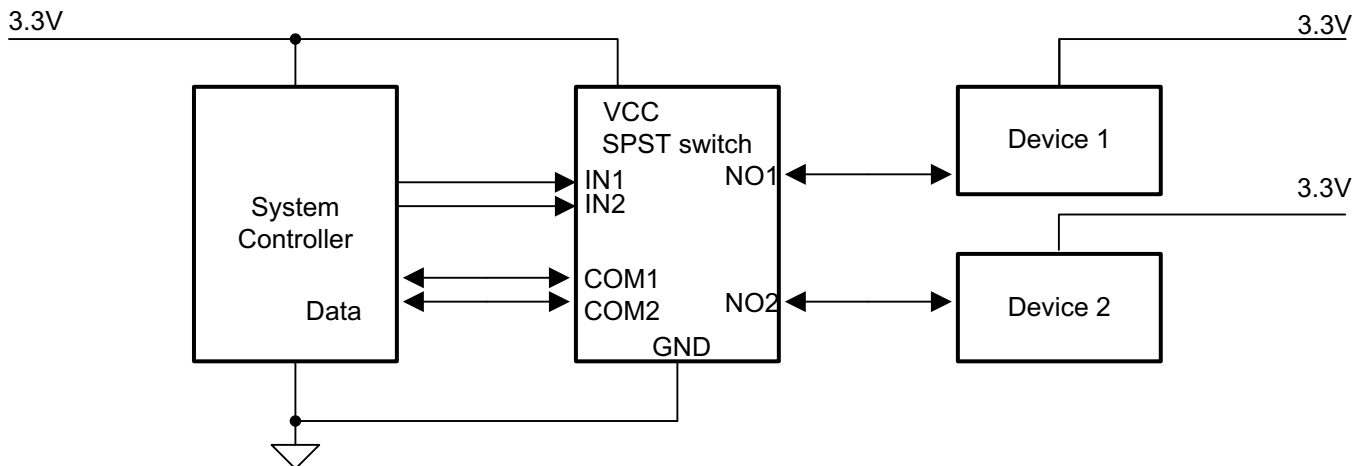 3.3V
3.3V
VCC
SPST switch
Device 1
IN1
NO1
IN2
3.3V
System
Controller
COM1
Data
COM2
NO2
Device 2
GND